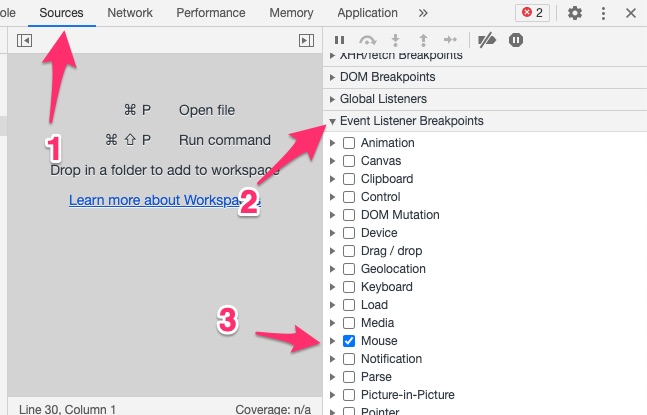 ole Sources Network Performance Memory Application » 2
XHR/fetch Breakpoints
DOM Breakpoints
Global Listeners
Event Listener Breakpoints
⌘ P Open file
⌘ ⇧ P Run command
Drop in a folder to add to workspace
Learn more about Workspaces
1
2
3
Animation
Canvas
Clipboard
Control
DOM Mutation
Device
Drag / drop
Geolocation
Keyboard
Load
Media
Mouse
Notification
Parse
Picture-in-Picture
Pointer
Line 30, Column 1 Coverage: n/a